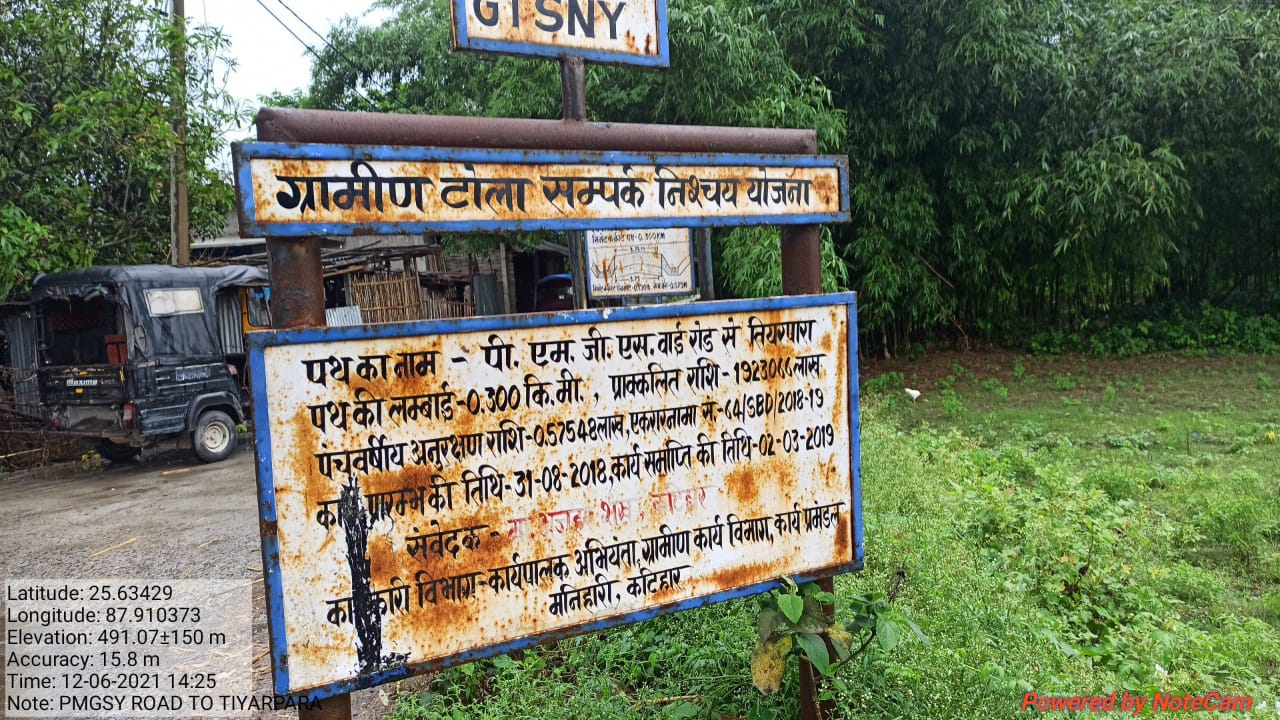 GTSNY
ग्रामीण टोला सम्पर्क निश्चय योजना
पथ का नाम - पी. एम. जी. एस. वाई रोड से तियरपारा
पथ की लम्बाई-0.300 कि.मी. , प्राक्कलित राशि -
पंचवर्षीय अनुरक्षण राशि-0.57548लाख,एकरारनामा सं.-64/SBD/2018-19
कार्य प्रारम्भ की तिथि-31-08-2018,कार्य समाप्ति की तिथि-02-03-2019
संवेदक -
कार्यकारी विभाग-कार्यपालक अभियंता,ग्रामीण कार्य विभाग,कार्य प्रमंडल
मनिहारी, कटिहार
maxima
Latitude: 25.63429
Longitude: 87.910373
Elevation: 491.07±150 m
Accuracy: 15.8 m
Time: 12-06-2021 14:25
Note: PMGSY ROAD TO TIYARPARA
Powered by NoteCam